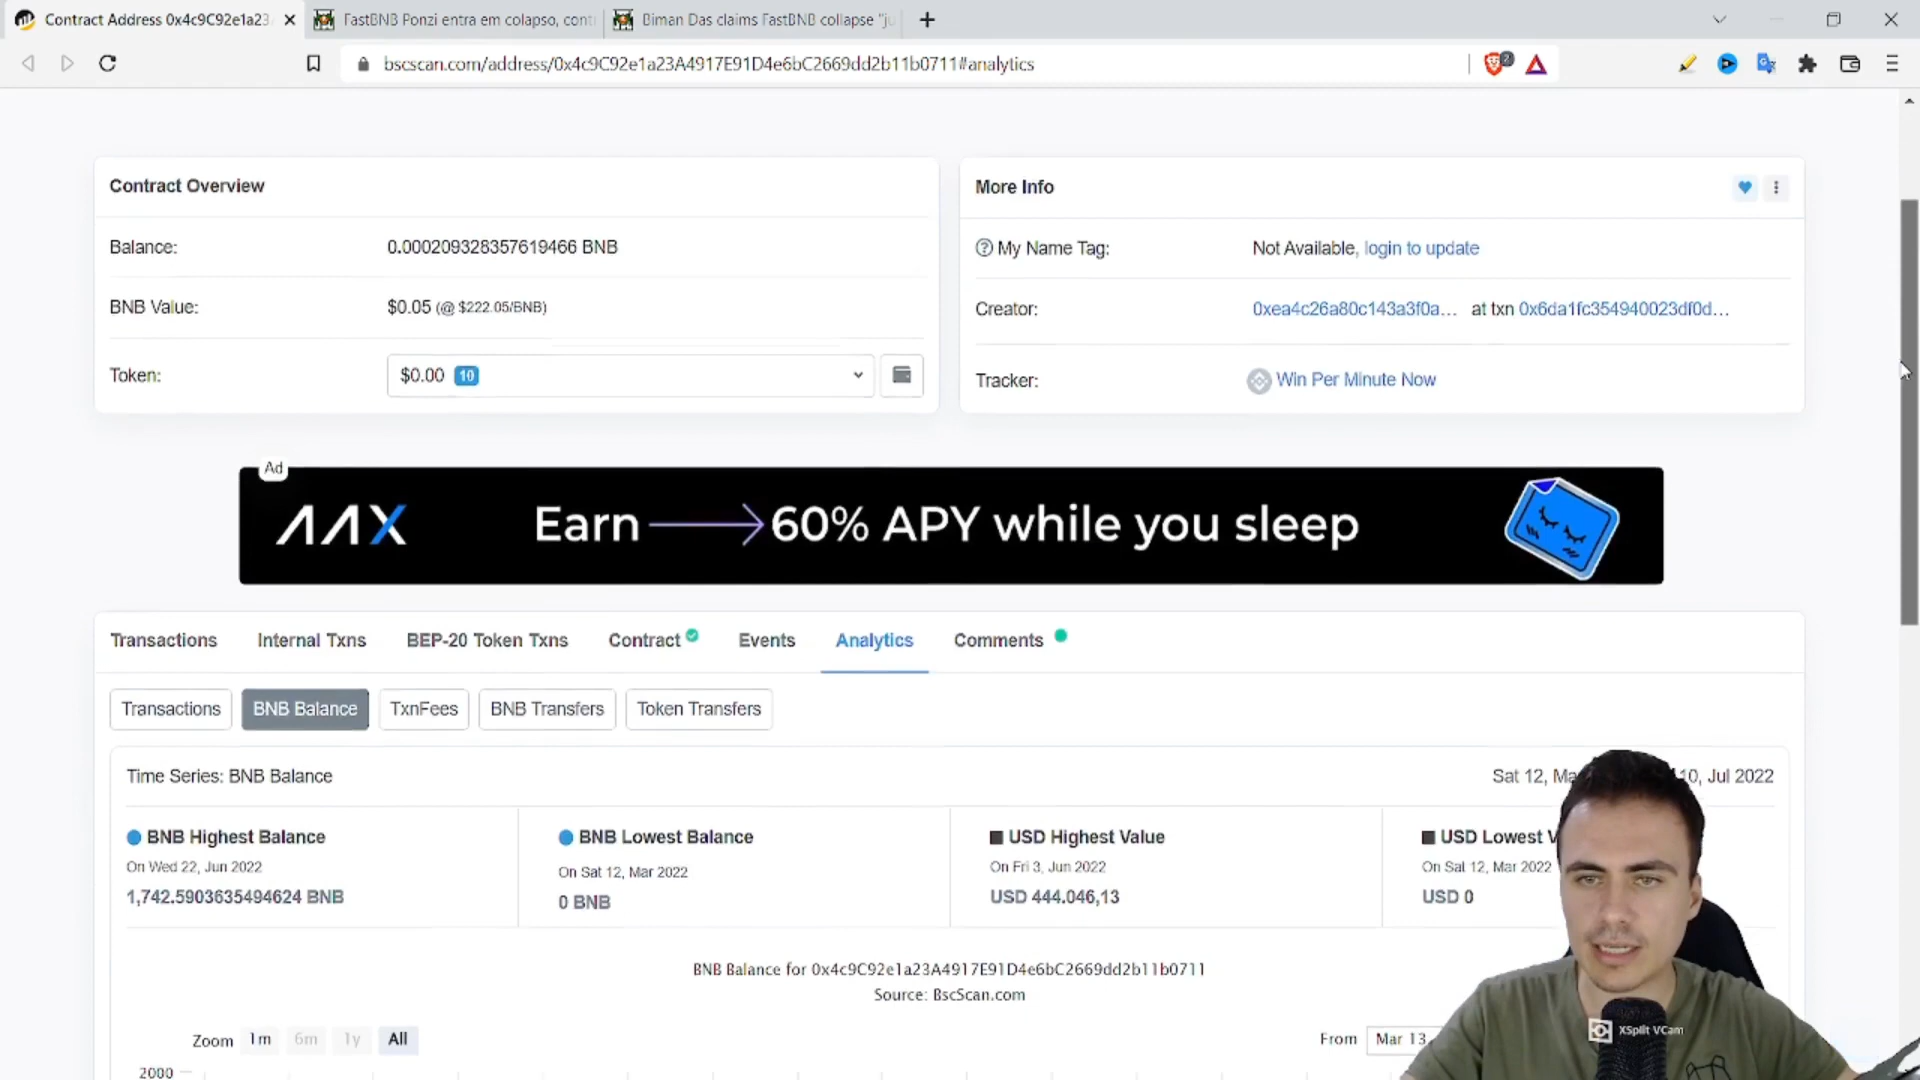 Contract Address 0x4c9C92e1a23
FastBNB Ponzi entra em colapso, cont
Biman Das claims FastBNB collapse "ju
bscscan.com/address/0x4c9C92e1a23A4917E91D4e6bC2669dd2b11b0711#analytics
2
Contract Overview
Balance: 0.000209328357619466 BNB
BNB Value: $0.05 (@ $222.05/BNB)
Token: $0.00 10
More Info
My Name Tag: Not Available, login to update
Creator: 0xea4c26a80c143a3f0a... at txn 0x6da1fc354940023df0d...
Tracker: Win Per Minute Now
Ad
AAX Earn 60% APY while you sleep
Transactions Internal Txns BEP-20 Token Txns Contract Events Analytics Comments
Transactions BNB Balance TxnFees BNB Transfers Token Transfers
Time Series: BNB Balance
Sat 12, Ma 10, Jul 2022
BNB Highest Balance
On Wed 22, Jun 2022
1,742.5903635494624 BNB
BNB Lowest Balance
On Sat 12, Mar 2022
0 BNB
USD Highest Value
On Fri 3, Jun 2022
USD 444.046,13
USD Lowest V
On Sat 12, Mar 2022
USD 0
BNB Balance for 0x4c9C92e1a23A4917E91D4e6bC2669dd2b11b0711
Source: BscScan.com
Zoom 1m 6m 1y All
From Mar 13,
2000
XSplit VCam